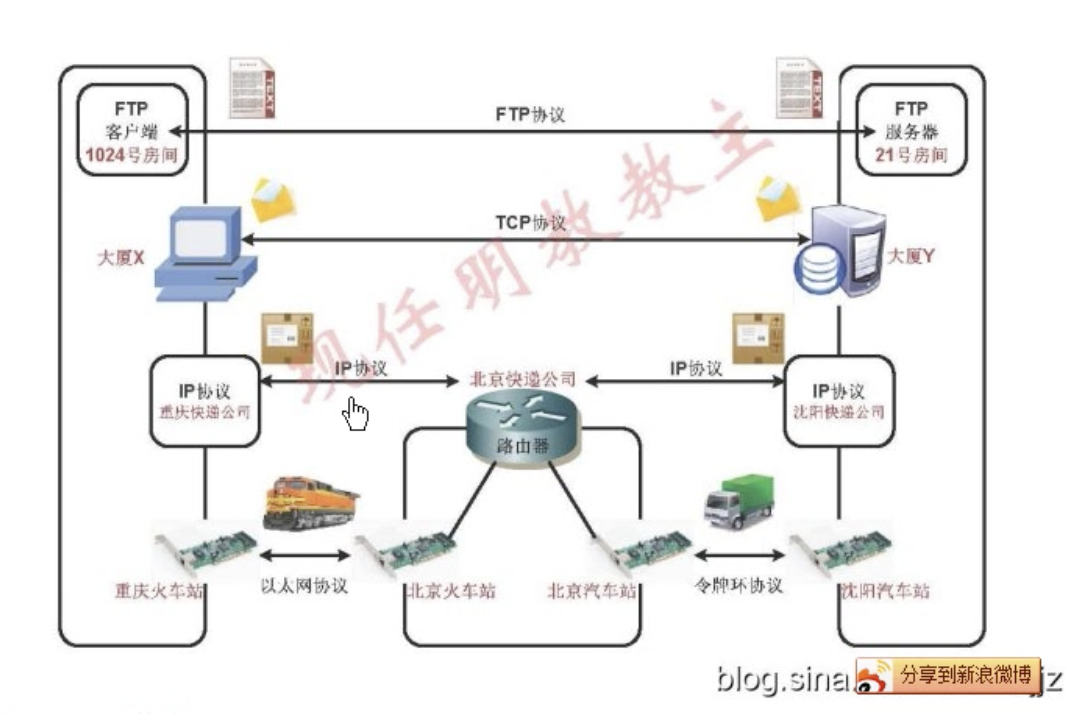 TEXT
TEXT
FTP
客户端
1024号房间
FTP协议
FTP
服务器
21号房间
现任明教教主
大厦X
TCP协议
大厦Y
IP协议
重庆快递公司
IP协议
北京快递公司
IP协议
IP协议
沈阳快递公司
路由器
重庆火车站
以太网协议
北京火车站
北京汽车站
令牌环协议
沈阳汽车站
blog.sina.
分享到新浪微博
jz